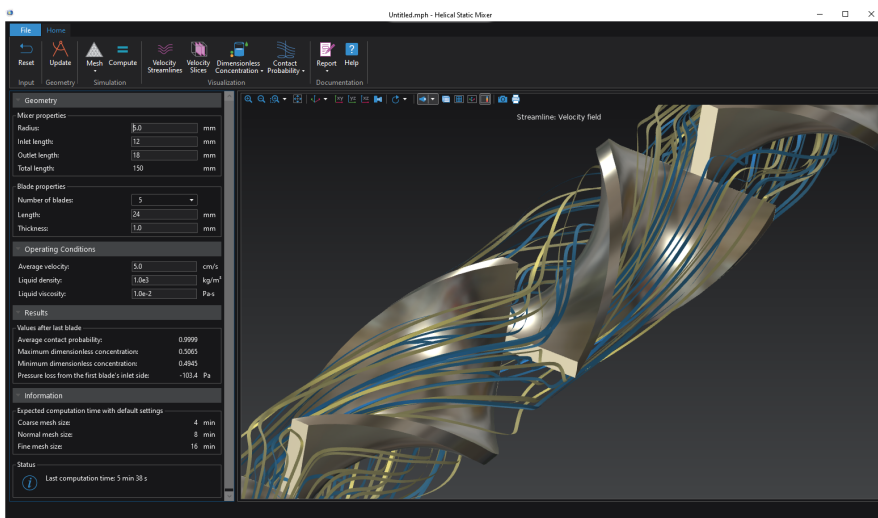 Untitled.mph - Helical Static Mixer
File Home
Reset Update Mesh Compute Velocity Streamlines Velocity Slices Dimensionless Concentration Contact Probability Report Help
Input Geometry Simulation Visualization Documentation
Geometry
Mixer properties
Radius: 5.0 mm
Inlet length: 12 mm
Outlet length: 18 mm
Total length: 150 mm
Blade properties
Number of blades: 5
Length: 24 mm
Thickness: 1.0 mm
Operating Conditions
Average velocity: 5.0 cm/s
Liquid density: 1.0e3 kg/m³
Liquid viscosity: 1.0e-2 Pa·s
Results
Values after last blade
Average contact probability: 0.9999
Maximum dimensionless concentration: 0.5065
Minimum dimensionless concentration: 0.4945
Pressure loss from the first blade's inlet side: -103.4 Pa
Information
Expected computation time with default settings
Coarse mesh size: 4 min
Normal mesh size: 8 min
Fine mesh size: 16 min
Status
Last computation time: 5 min 38 s
XY YZ XZ
Streamline: Velocity field